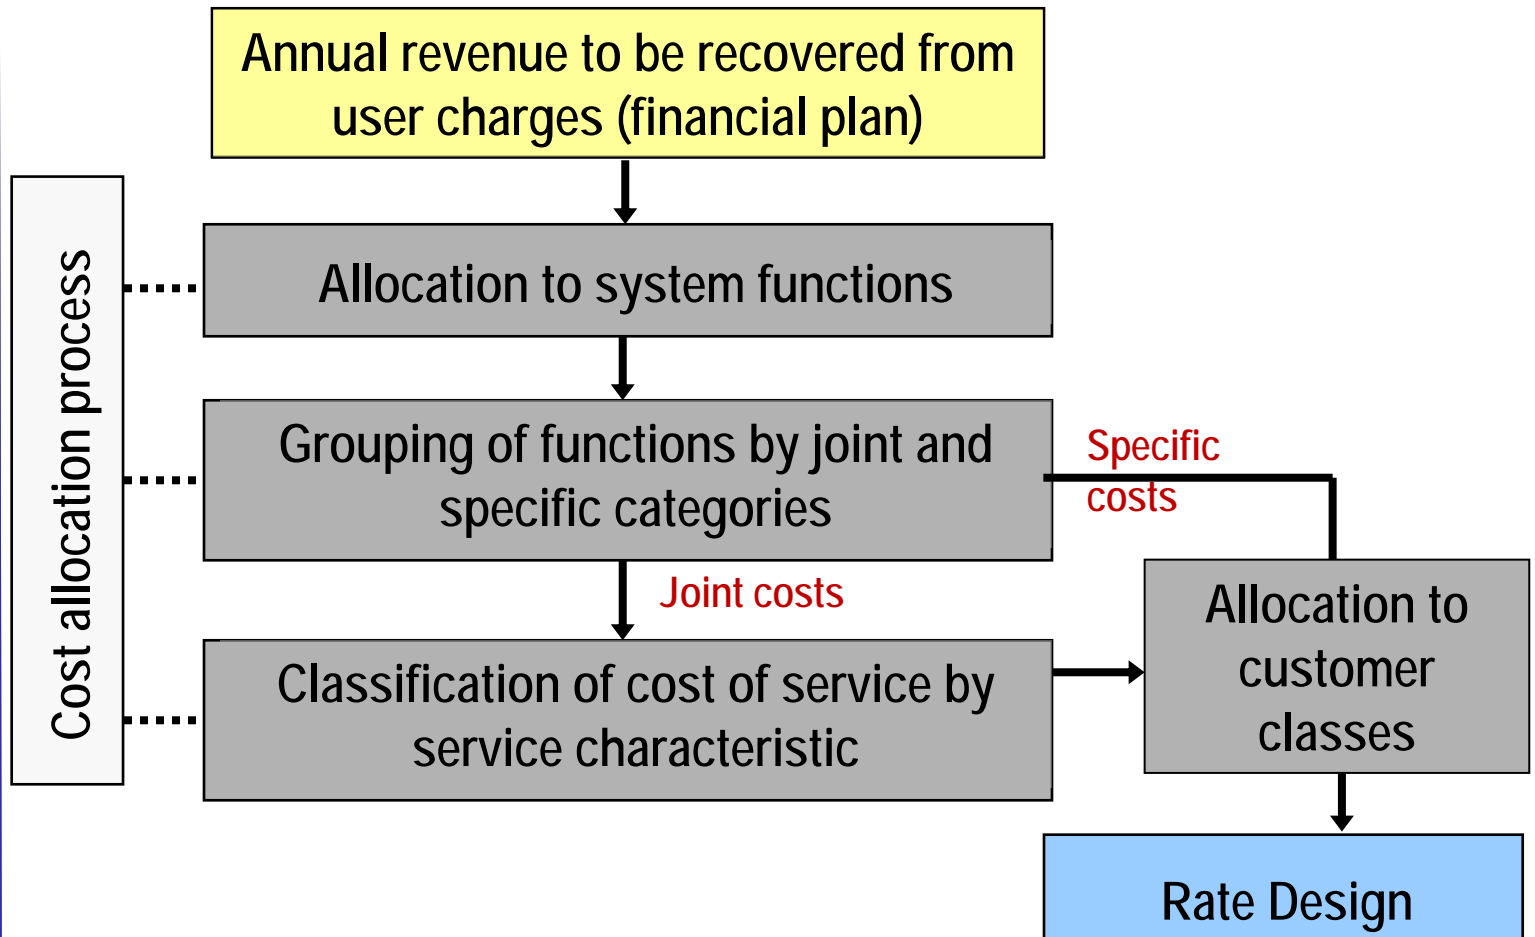 Annual revenue to be recovered from
user charges (financial plan)
Cost allocation process
Allocation to system functions
Grouping of functions by joint and
specific categories
Specific
costs
Joint costs
Classification of cost of service by
service characteristic
Allocation to
customer
classes
Rate Design